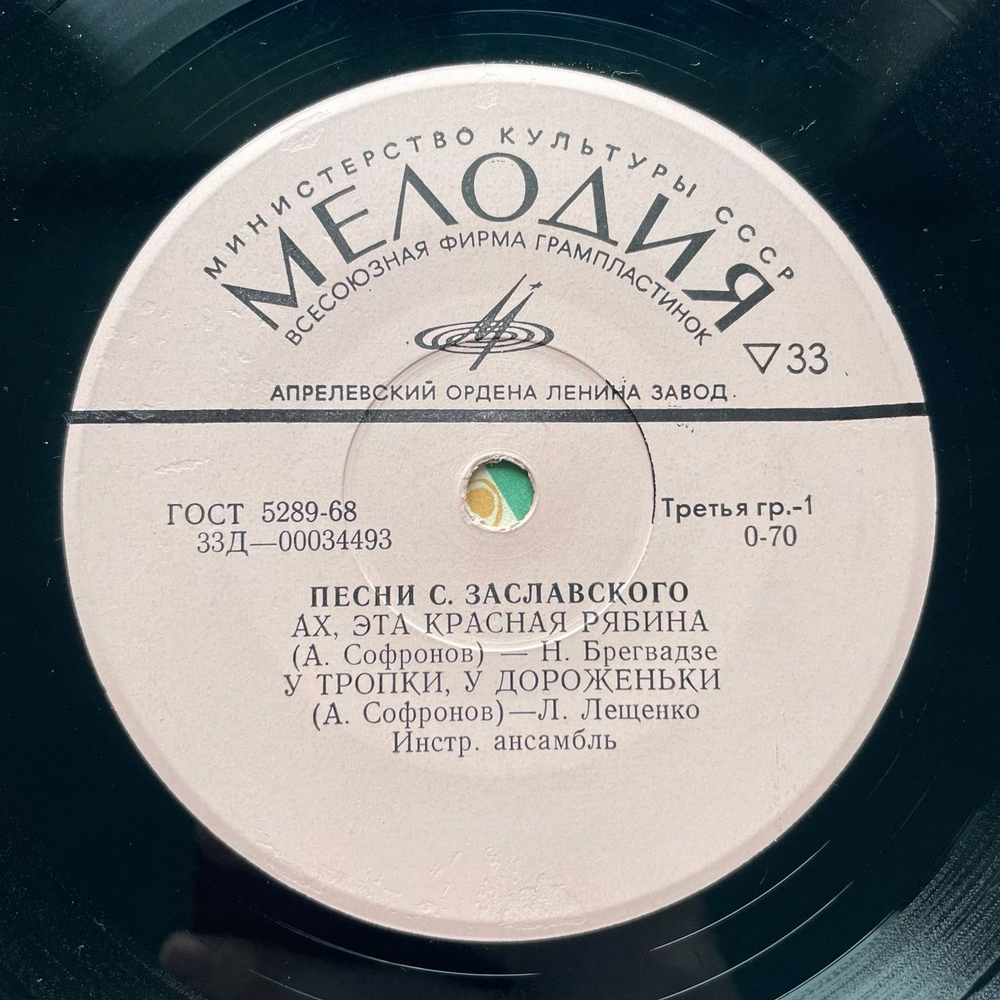 МИНИСТЕРСТВО КУЛЬТУРЫ СССР
МЕЛОДИЯ
ВСЕСОЮЗНАЯ ФИРМА ГРАМПЛАСТИНОК
▽33
АПРЕЛЕВСКИЙ ОРДЕНА ЛЕНИНА ЗАВОД.
ГОСТ 5289-68
33Д—00034493
Третья гр.-1
0-70
ПЕСНИ С. ЗАСЛАВСКОГО
АХ, ЭТА КРАСНАЯ РЯБИНА
(А. Софронов) — Н. Брегвадзе
У ТРОПКИ, У ДОРОЖЕНЬКИ
(А. Софронов)—Л. Лещенко
Инстр. ансамбль